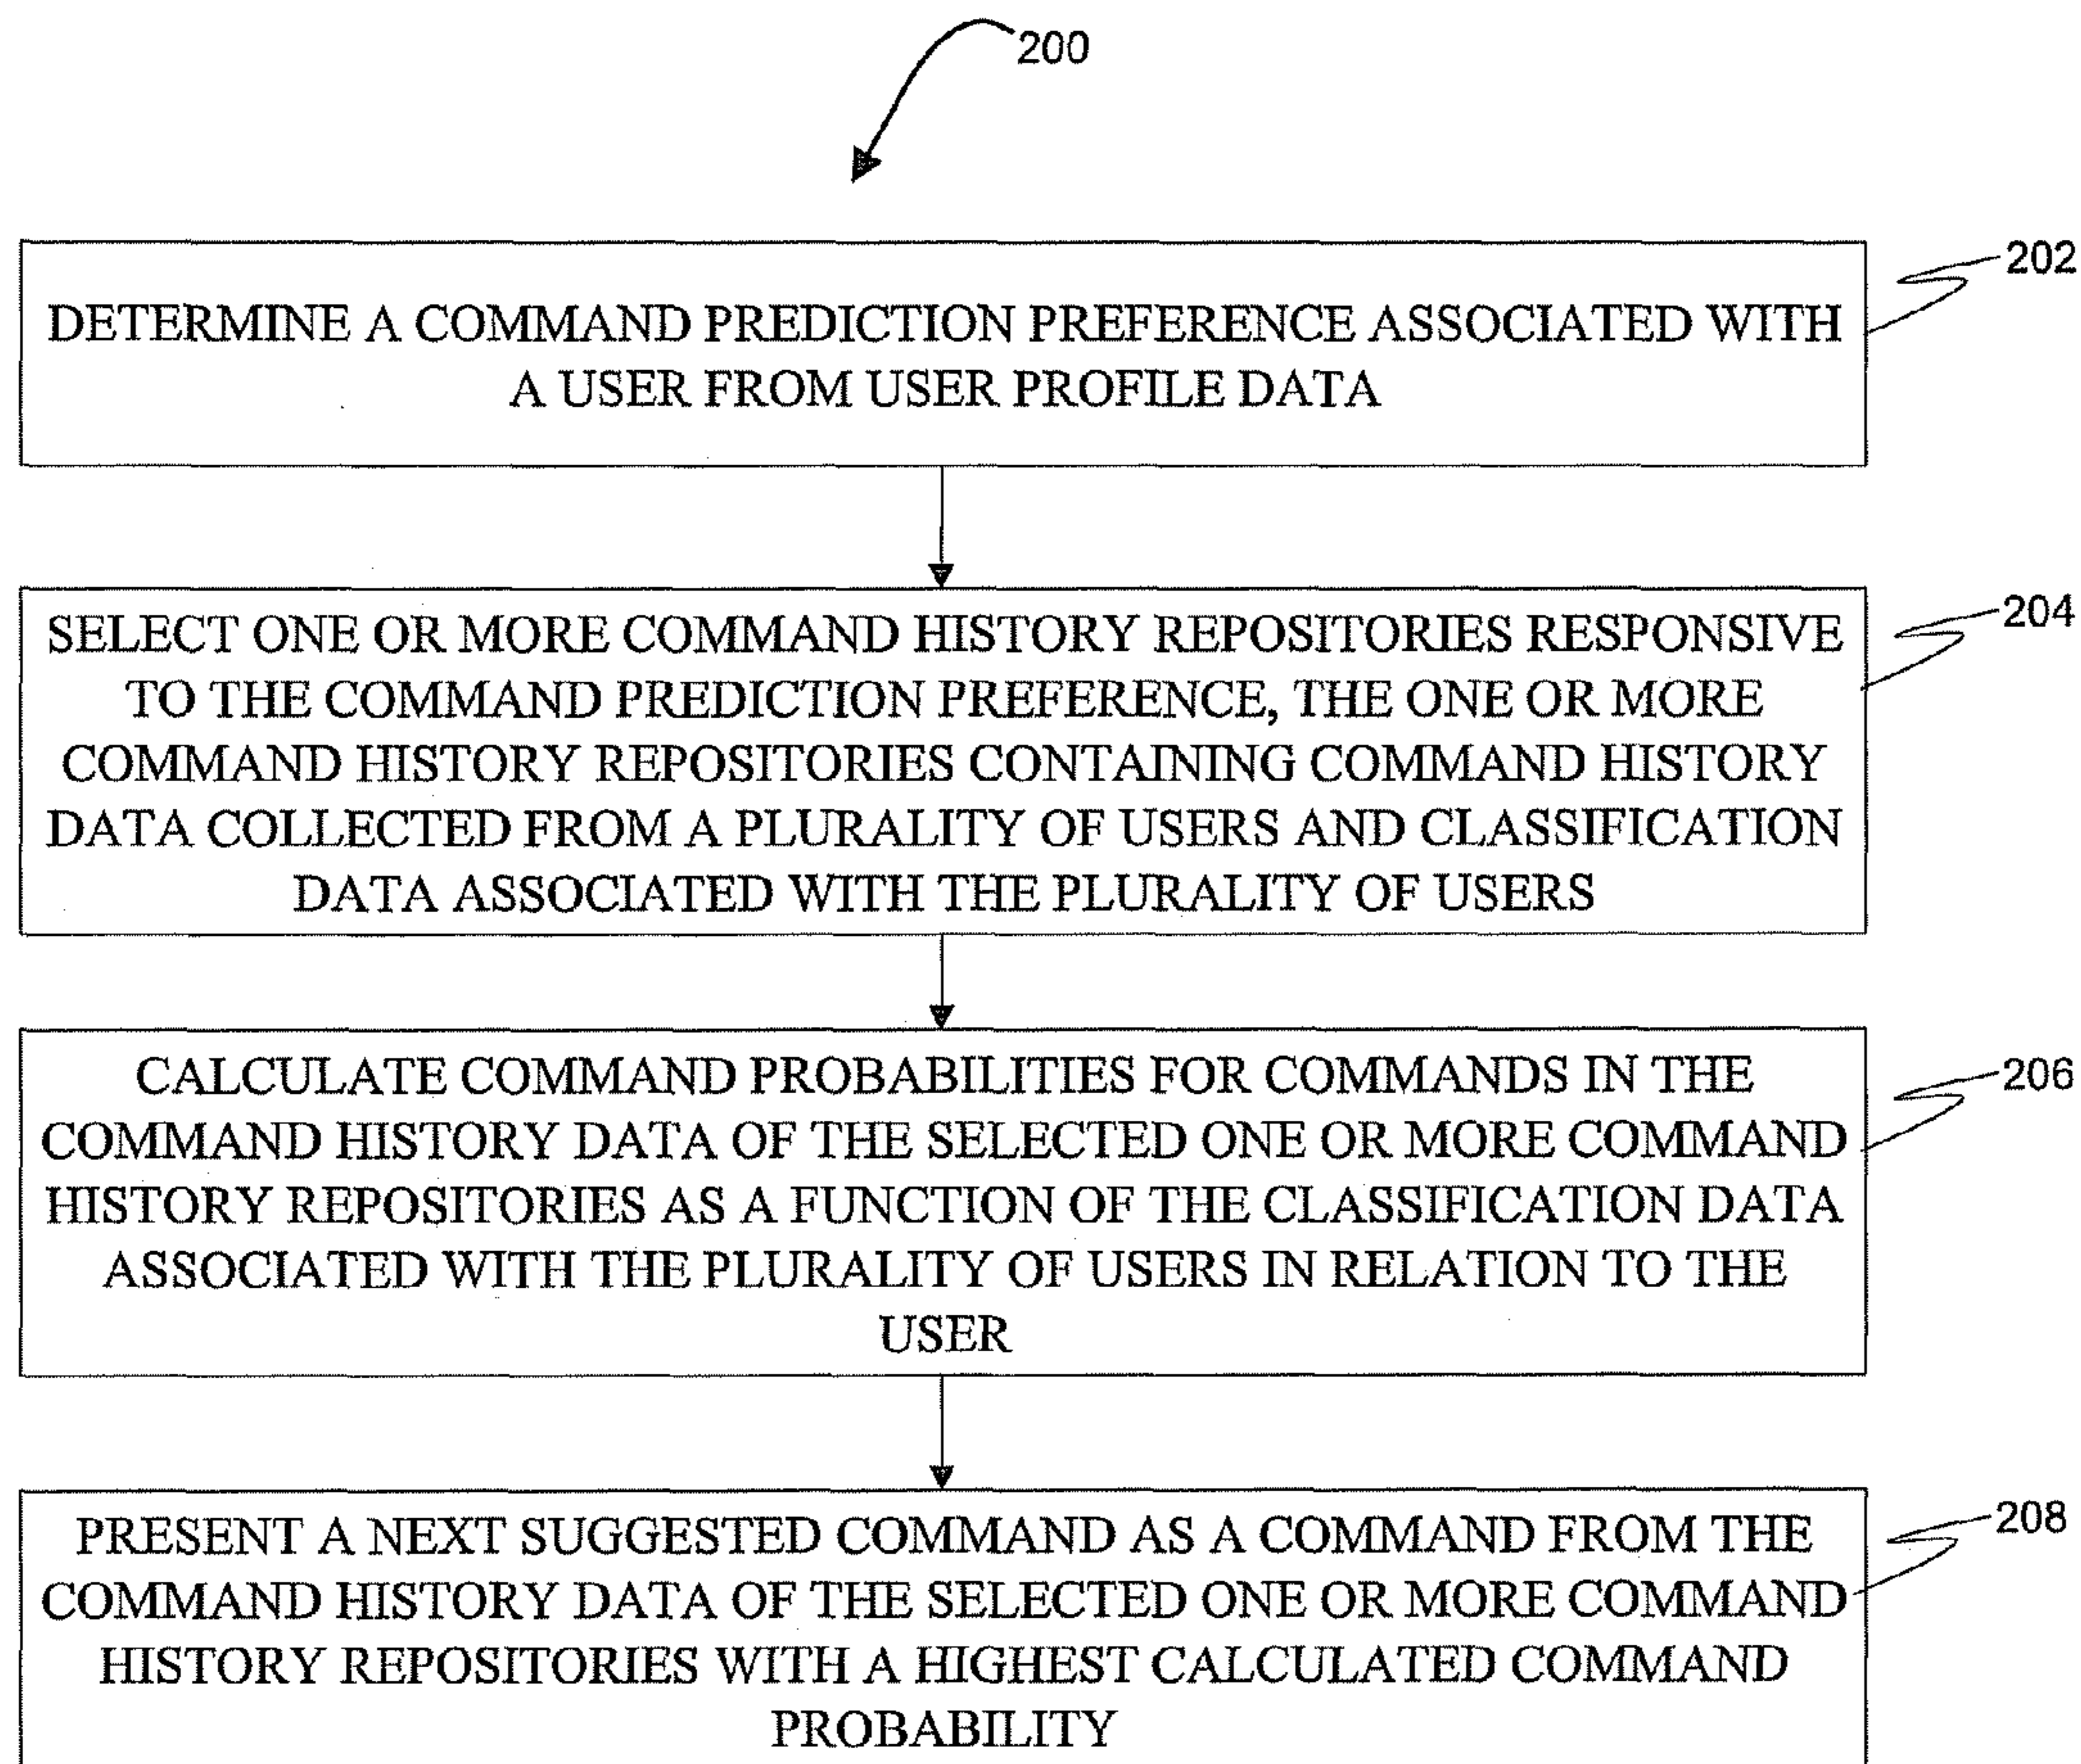 200
202
DETERMINE A COMMAND PREDICTION PREFERENCE ASSOCIATED WITH
A USER FROM USER PROFILE DATA
204
SELECT ONE OR MORE COMMAND HISTORY REPOSITORIES RESPONSIVE
TO THE COMMAND PREDICTION PREFERENCE, THE ONE OR MORE
COMMAND HISTORY REPOSITORIES CONTAINING COMMAND HISTORY
DATA COLLECTED FROM A PLURALITY OF USERS AND CLASSIFICATION
DATA ASSOCIATED WITH THE PLURALITY OF USERS
206
CALCULATE COMMAND PROBABILITIES FOR COMMANDS IN THE
COMMAND HISTORY DATA OF THE SELECTED ONE OR MORE COMMAND
HISTORY REPOSITORIES AS A FUNCTION OF THE CLASSIFICATION DATA
ASSOCIATED WITH THE PLURALITY OF USERS IN RELATION TO THE
USER
208
PRESENT A NEXT SUGGESTED COMMAND AS A COMMAND FROM THE
COMMAND HISTORY DATA OF THE SELECTED ONE OR MORE COMMAND
HISTORY REPOSITORIES WITH A HIGHEST CALCULATED COMMAND
PROBABILITY